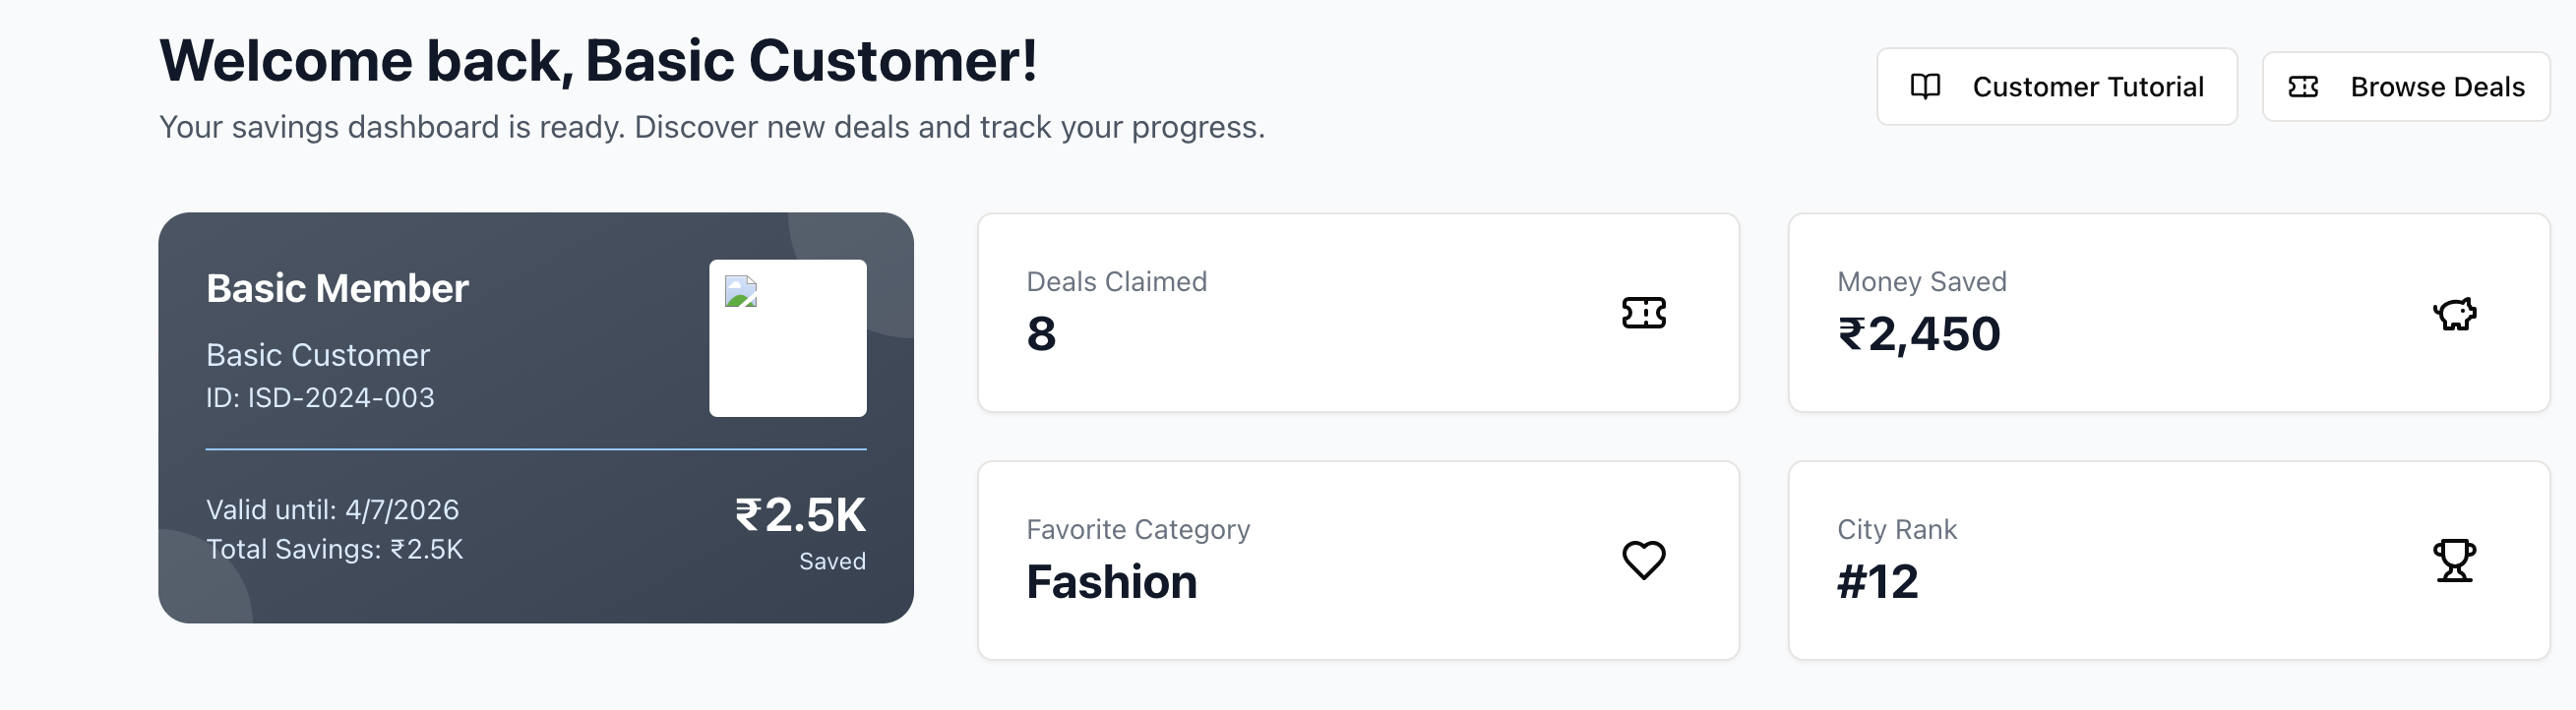 Welcome back, Basic Customer!
Your savings dashboard is ready. Discover new deals and track your progress.
Customer Tutorial
Browse Deals
Basic Member
Basic Customer
ID: ISD-2024-003
Valid until: 4/7/2026
Total Savings: ₹2.5K
₹2.5K
Saved
Deals Claimed
8
Money Saved
₹2,450
Favorite Category
Fashion
City Rank
#12